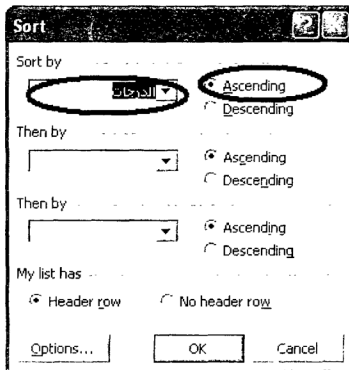 Sort
Sort by
الدرجات
Ascending
Descending
Then by
Ascending
Descending
Then by
Ascending
Descending
My list has
Header row
No header row
Options...
OK
Cancel